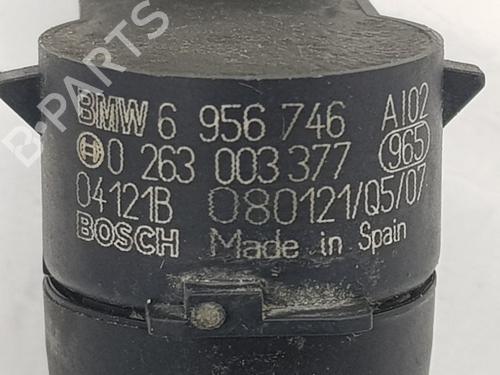 B-PARTS
BMW 6 956 746 AI02
0 263 003 377 965
04121B 080121/Q5/07
BOSCH Made in Spain